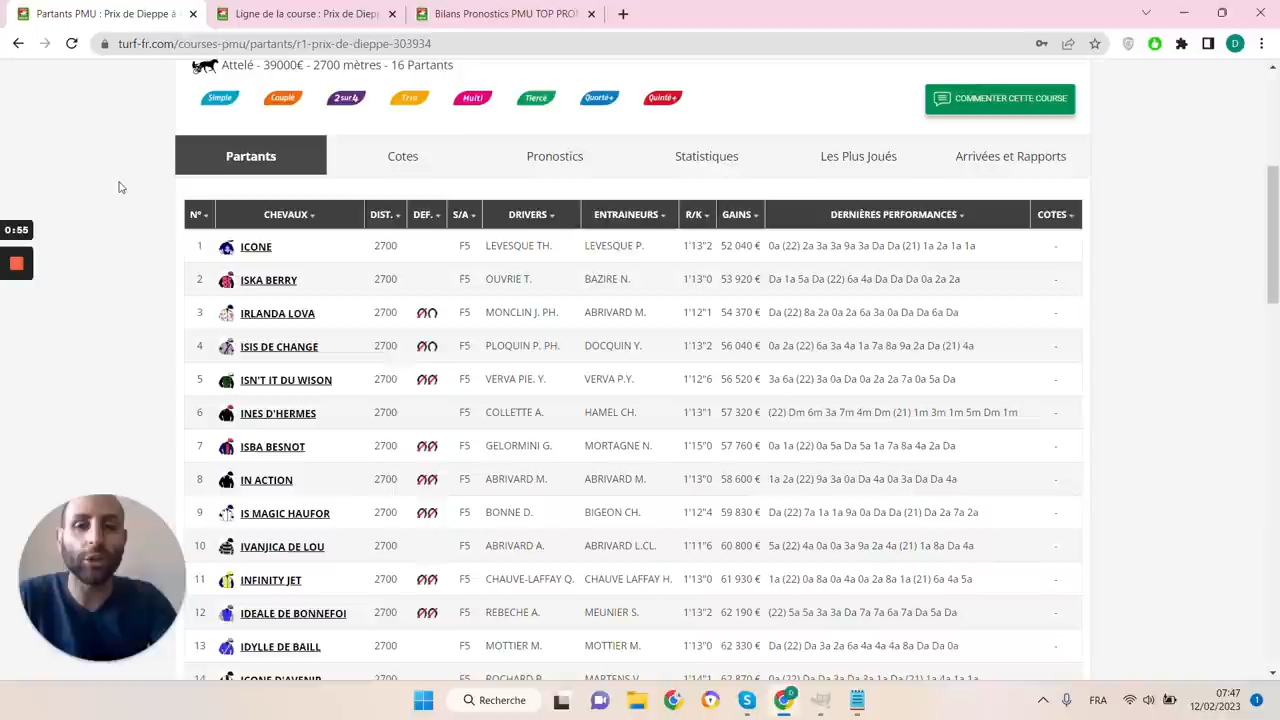 Partants PMU : Prix de Dieppe à
Ligne de la course : Prix de Diep
Bilans Pronostics PMU TOP PRO
turf-fr.com/courses-pmu/partants/r1-prix-de-dieppe-303934
Attelé - 39000€ - 2700 mètres - 16 Partants
Simple Couplé 2 sur 4 Trio Multi Tiercé Quarté+ Quinté+
COMMENTER CETTE COURSE
Partants Cotes Pronostics Statistiques Les Plus Joués Arrivées et Rapports
N° CHEVAUX DIST. DEF. S/A DRIVERS ENTRAINEURS R/K GAINS DERNIÈRES PERFORMANCES COTES
1 ICONE 2700 F5 LEVESQUE TH. LEVESQUE P. 1'13"2 52 040 € 0a (22) 2a 3a 3a 9a 3a Da Da (21) 1a 2a 1a 1a -
2 ISKA BERRY 2700 F5 OUVRIE T. BAZIRE N. 1'13"0 53 920 € Da 1a 5a Da (22) 6a 4a Da Da Da 0a 2a 2a -
3 IRLANDA LOVA 2700 F5 MONCLIN J. PH. ABRIVARD M. 1'12"1 54 370 € Da (22) 8a 2a 0a 2a 6a 3a 0a Da Da 6a Da -
4 ISIS DE CHANGE 2700 F5 PLOQUIN P. PH. DOCQUIN Y. 1'13"2 56 040 € 0a 2a (22) 6a 3a 4a 1a 7a 8a 9a 2a Da (21) 4a -
5 ISN'T IT DU WISON 2700 F5 VERVA PIE. Y. VERVA P.Y. 1'12"6 56 520 € 3a 6a (22) 3a 0a Da 0a 2a 2a 7a 0a 5a Da -
6 INES D'HERMES 2700 F5 COLLETTE A. HAMEL CH. 1'13"1 57 320 € (22) Dm 6m 3a 7m 4m Dm (21) 1m 3m 1m 5m Dm 1m -
7 ISBA BESNOT 2700 F5 GELORMINI G. MORTAGNE N. 1'15"0 57 760 € 0a 1a (22) 0a 5a Da 5a 1a 7a 8a 4a 2a Da -
8 IN ACTION 2700 F5 ABRIVARD M. ABRIVARD M. 1'13"0 58 600 € 1a 2a (22) 9a 3a 0a Da 4a 0a 3a Da Da 4a -
9 IS MAGIC HAUFOR 2700 F5 BONNE D. BIGEON CH. 1'12"4 59 830 € Da (22) 7a 1a 1a 9a 0a Da Da (21) Da 2a 7a 2a -
10 IVANJICA DE LOU 2700 F5 ABRIVARD A. ABRIVARD L.CL. 1'11"6 60 800 € 5a (22) 4a 0a 0a 3a 9a 2a 4a (21) 1a 8a Da 4a -
11 INFINITY JET 2700 F5 CHAUVE-LAFFAY Q. CHAUVE LAFFAY H. 1'13"0 61 930 € 1a (22) 0a 8a 0a 4a 0a 2a 8a 1a (21) 6a 4a 5a -
12 IDEALE DE BONNEFOI 2700 F5 REBECHE A. MEUNIER S. 1'13"2 62 190 € (22) 5a 5a 3a 3a Da 7a 7a 6a 7a Da 5a Da -
13 IDYLLE DE BAILL 2700 F5 MOTTIER M. MOTTIER M. 1'13"0 62 330 € Da (22) Da 3a 2a 6a 4a 4a 4a 8a Da Da 0a -
0:55
Recherche
FRA
07:47
12/02/2023